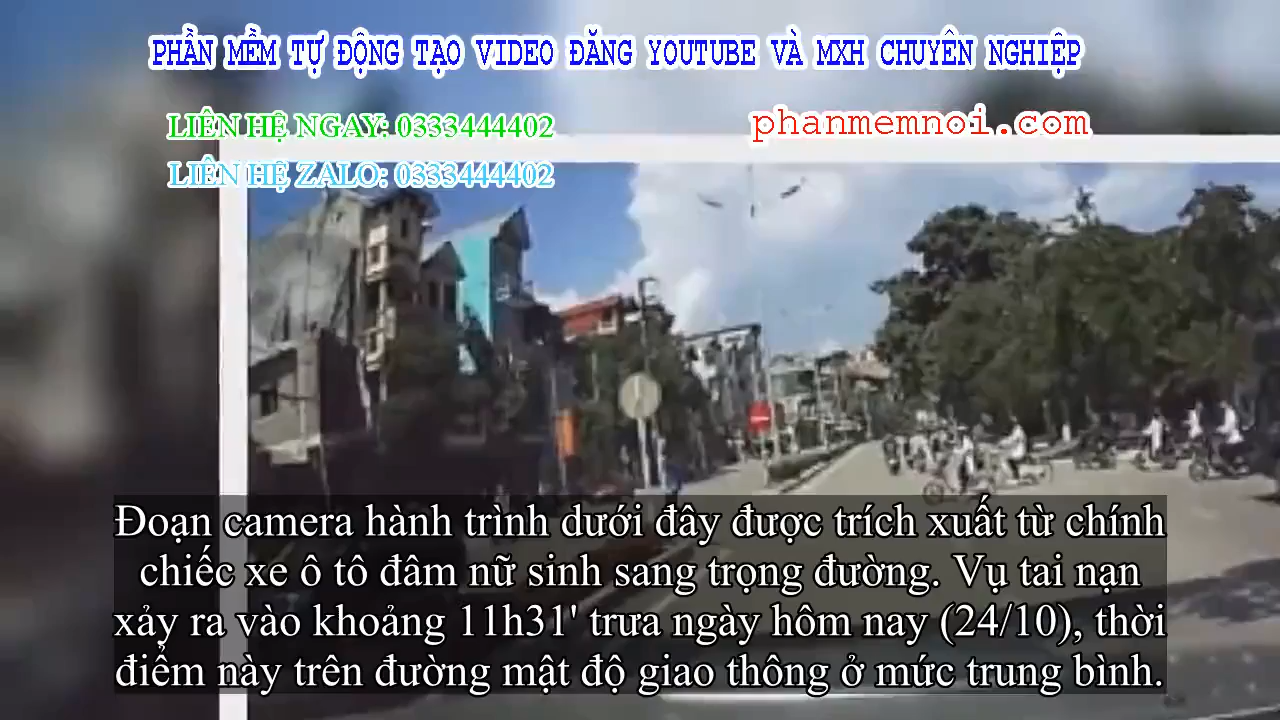 PHẦN MỀM TỰ ĐỘNG TẠO VIDEO ĐĂNG YOUTUBE VÀ MXH CHUYÊN NGHIỆP
LIÊN HỆ NGAY: 0333444402
phanmemnoi.com
LIÊN HỆ ZALO: 0333444402
Đoạn camera hành trình dưới đây được trích xuất từ chính
chiếc xe ô tô đâm nữ sinh sang trọng đường. Vụ tai nạn
xảy ra vào khoảng 11h31' trưa ngày hôm nay (24/10), thời
điểm này trên đường mật độ giao thông ở mức trung bình.